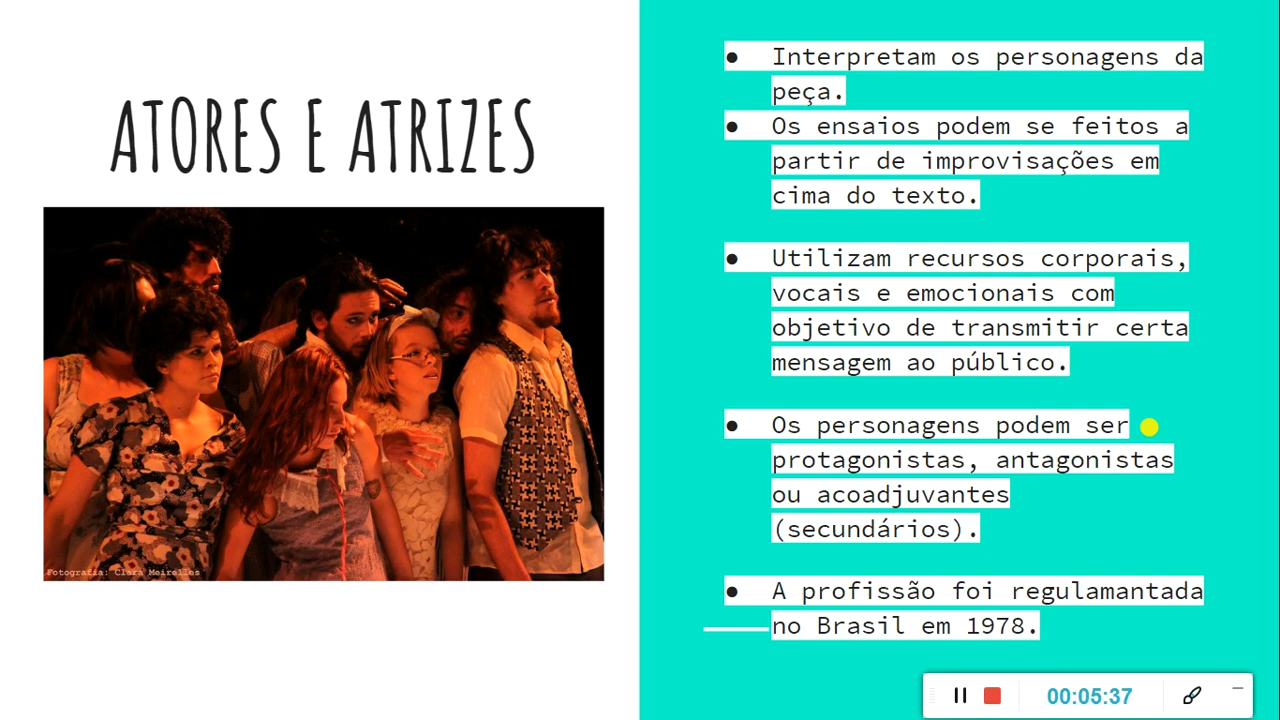 ATORES E ATRIZES
Fotografia: Clara Meirelles
● Interpretam os personagens da
peça.
● Os ensaios podem se feitos a
partir de improvisações em
cima do texto.
● Utilizam recursos corporais,
vocais e emocionais com
objetivo de transmitir certa
mensagem ao público.
● Os personagens podem ser
protagonistas, antagonistas
ou acoadjuvantes
(secundários).
● A profissão foi regulamantada
no Brasil em 1978.
00:05:37